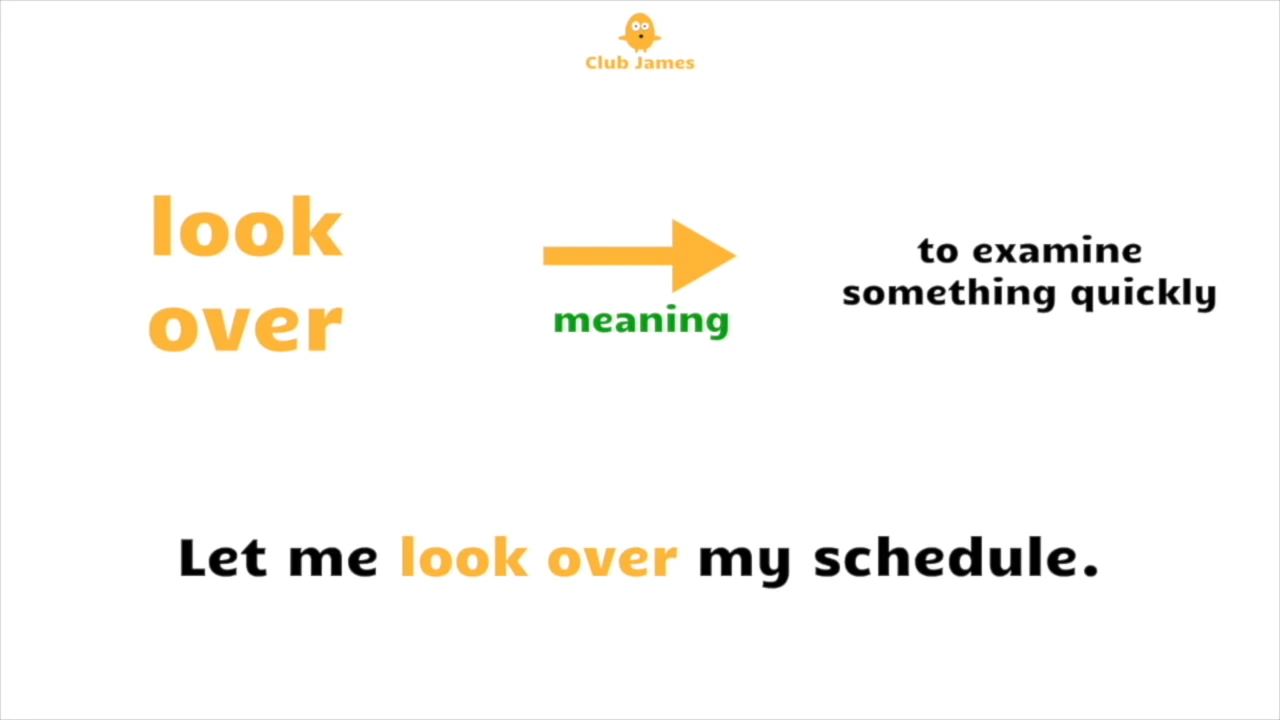 Club James
look
over
meaning
to examine
something quickly
Let me look over my schedule.